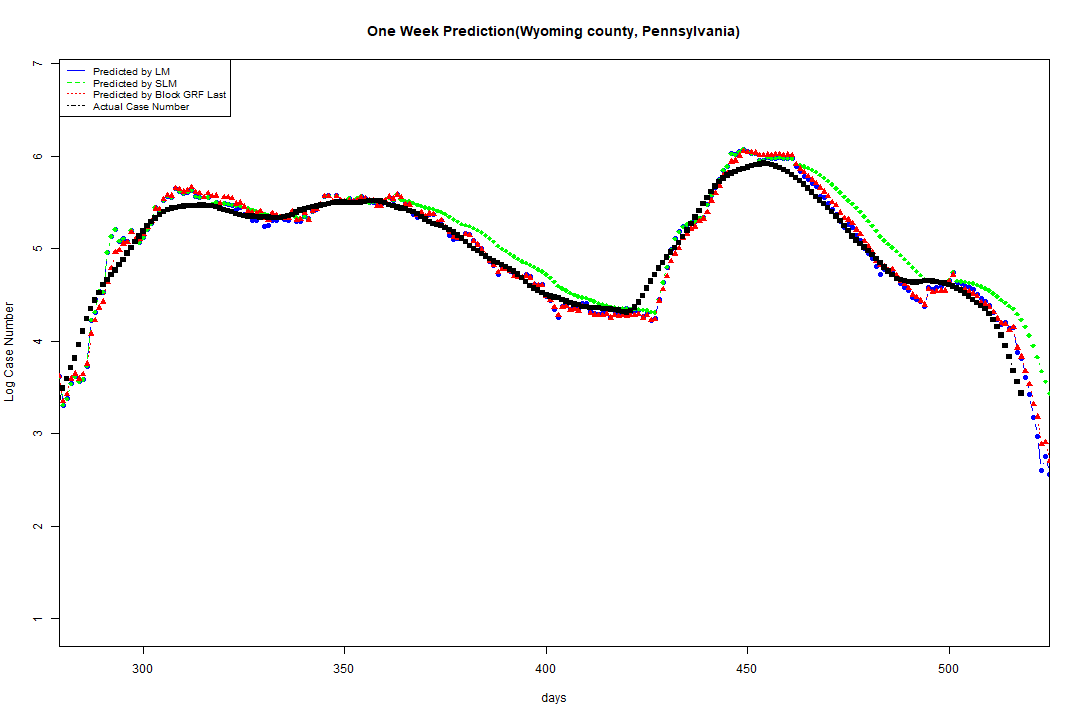 One Week Prediction(Wyoming county, Pennsylvania)
7
6
5
4
3
2
1
Log Case Number
Predicted by LM
Predicted by SLM
Predicted by Block GRF Last
Actual Case Number
300
350
400
450
500
days